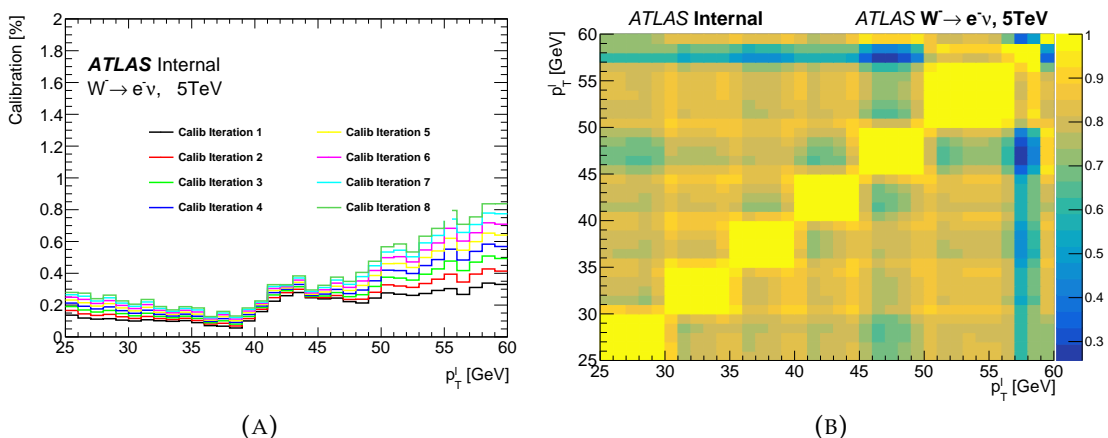 ATLAS Internal
W⁻→ e⁻ν, 5TeV
Calib Iteration 1
Calib Iteration 2
Calib Iteration 3
Calib Iteration 4
Calib Iteration 5
Calib Iteration 6
Calib Iteration 7
Calib Iteration 8
Calibration [%]
2
1.8
1.6
1.4
1.2
1
0.8
0.6
0.4
0.2
0
25 30 35 40 45 50 55 60
p_T^l [GeV]
(A)
ATLAS Internal ATLAS W⁻→ e⁻ν, 5TeV
p_T^l [GeV]
60
55
50
45
40
35
30
25
25 30 35 40 45 50 55 60
p_T^l [GeV]
1
0.9
0.8
0.7
0.6
0.5
0.4
0.3
(B)